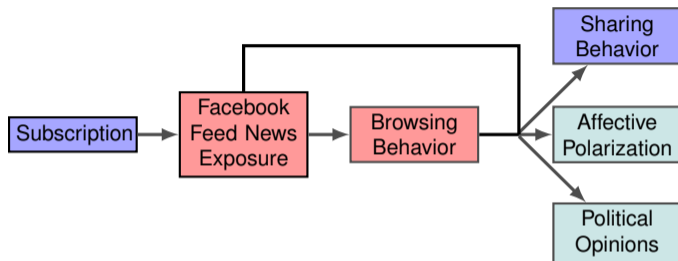 Sharing
Behavior
Facebook
Feed News
Exposure
Subscription
Browsing
Behavior
Affective
Polarization
Political
Opinions